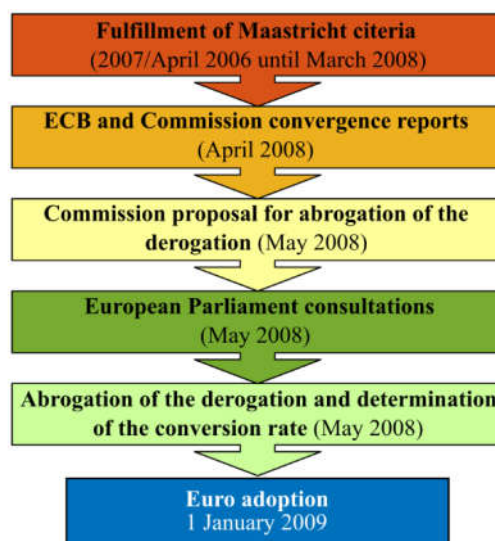 Fulfillment of Maastricht citeria
(2007/April 2006 until March 2008)
ECB and Commission convergence reports
(April 2008)
Commission proposal for abrogation of the
derogation (May 2008)
European Parliament consultations
(May 2008)
Abrogation of the derogation and determination
of the conversion rate (May 2008)
Euro adoption
1 January 2009